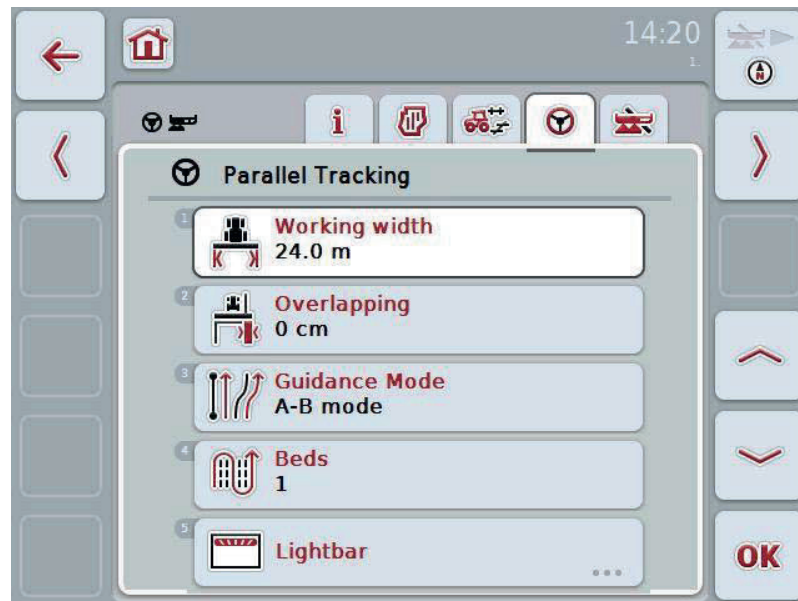 14:20
1.
N
i
Parallel Tracking
1
Working width
24.0 m
2
Overlapping
0 cm
3
Guidance Mode
A-B mode
4
Beds
1
5
Lightbar
...
OK